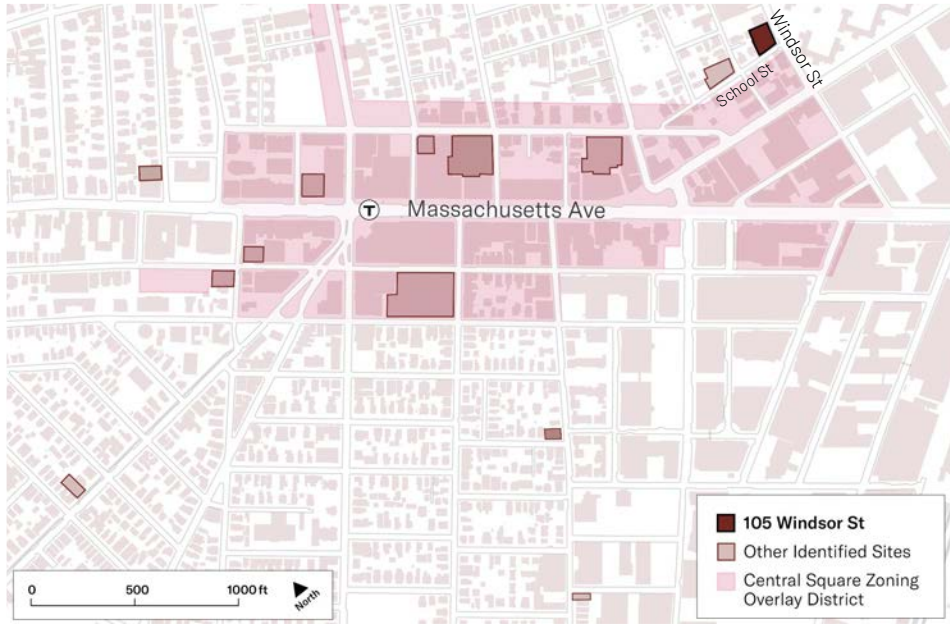 Windsor St
School St
T
Massachusetts Ave
105 Windsor St
Other Identified Sites
Central Square Zoning
Overlay District
0 500 1000 ft
North